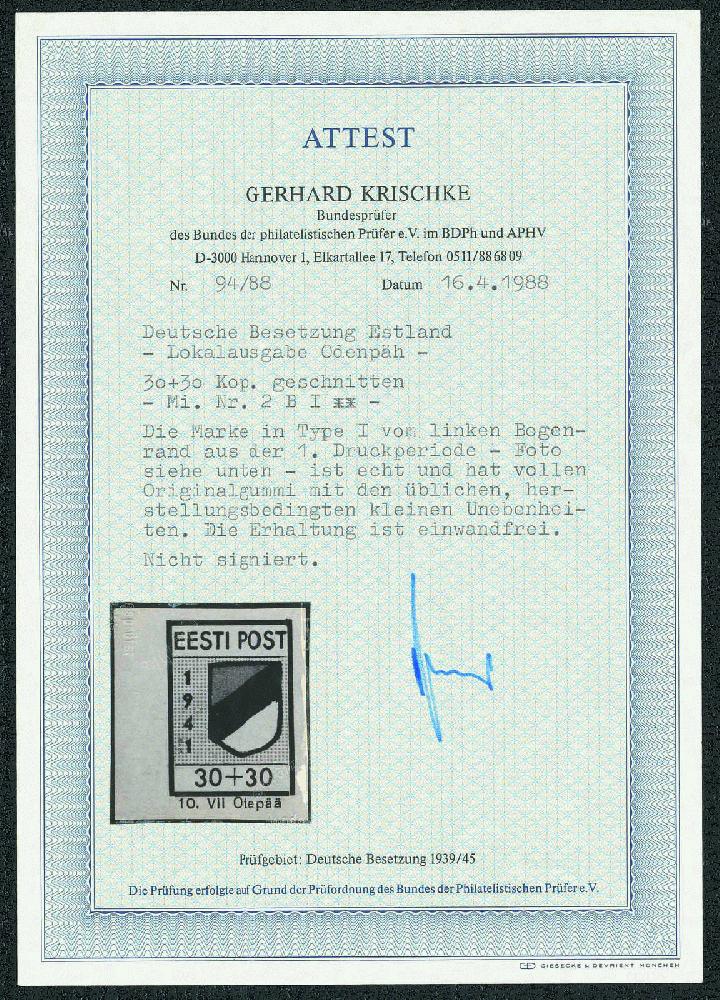 ATTEST
GERHARD KRISCHKE
Bundesprüfer
des Bundes der philatelistischen Prüfer e.V. im BDPh und APHV
D-3000 Hannover 1, Elkartallee 17, Telefon 0511/886809
Nr. 94/88 Datum 16.4.1988
Deutsche Besetzung Estland
- Lokalausgabe Odenpäh -
3o+3o Kop. geschnitten
- Mi. Nr. 2 B I ** -
Die Marke in Type I vom linken Bogen-
rand aus der 1. Druckperiode - Foto
siehe unten - ist echt und hat vollen
Originalgummi mit den üblichen, her-
stellungsbedingten kleinen Unebenhei-
ten. Die Erhaltung ist einwandfrei.
Nicht signiert.
EESTI POST
1
9
4
1
30+30
10. VII Otepää
Prüfgebiet: Deutsche Besetzung 1939/45
Die Prüfung erfolgte auf Grund der Prüfordnung des Bundes der Philatelistischen Prüfer e.V.
GIESECKE & DEVRIENT MÜNCHEN